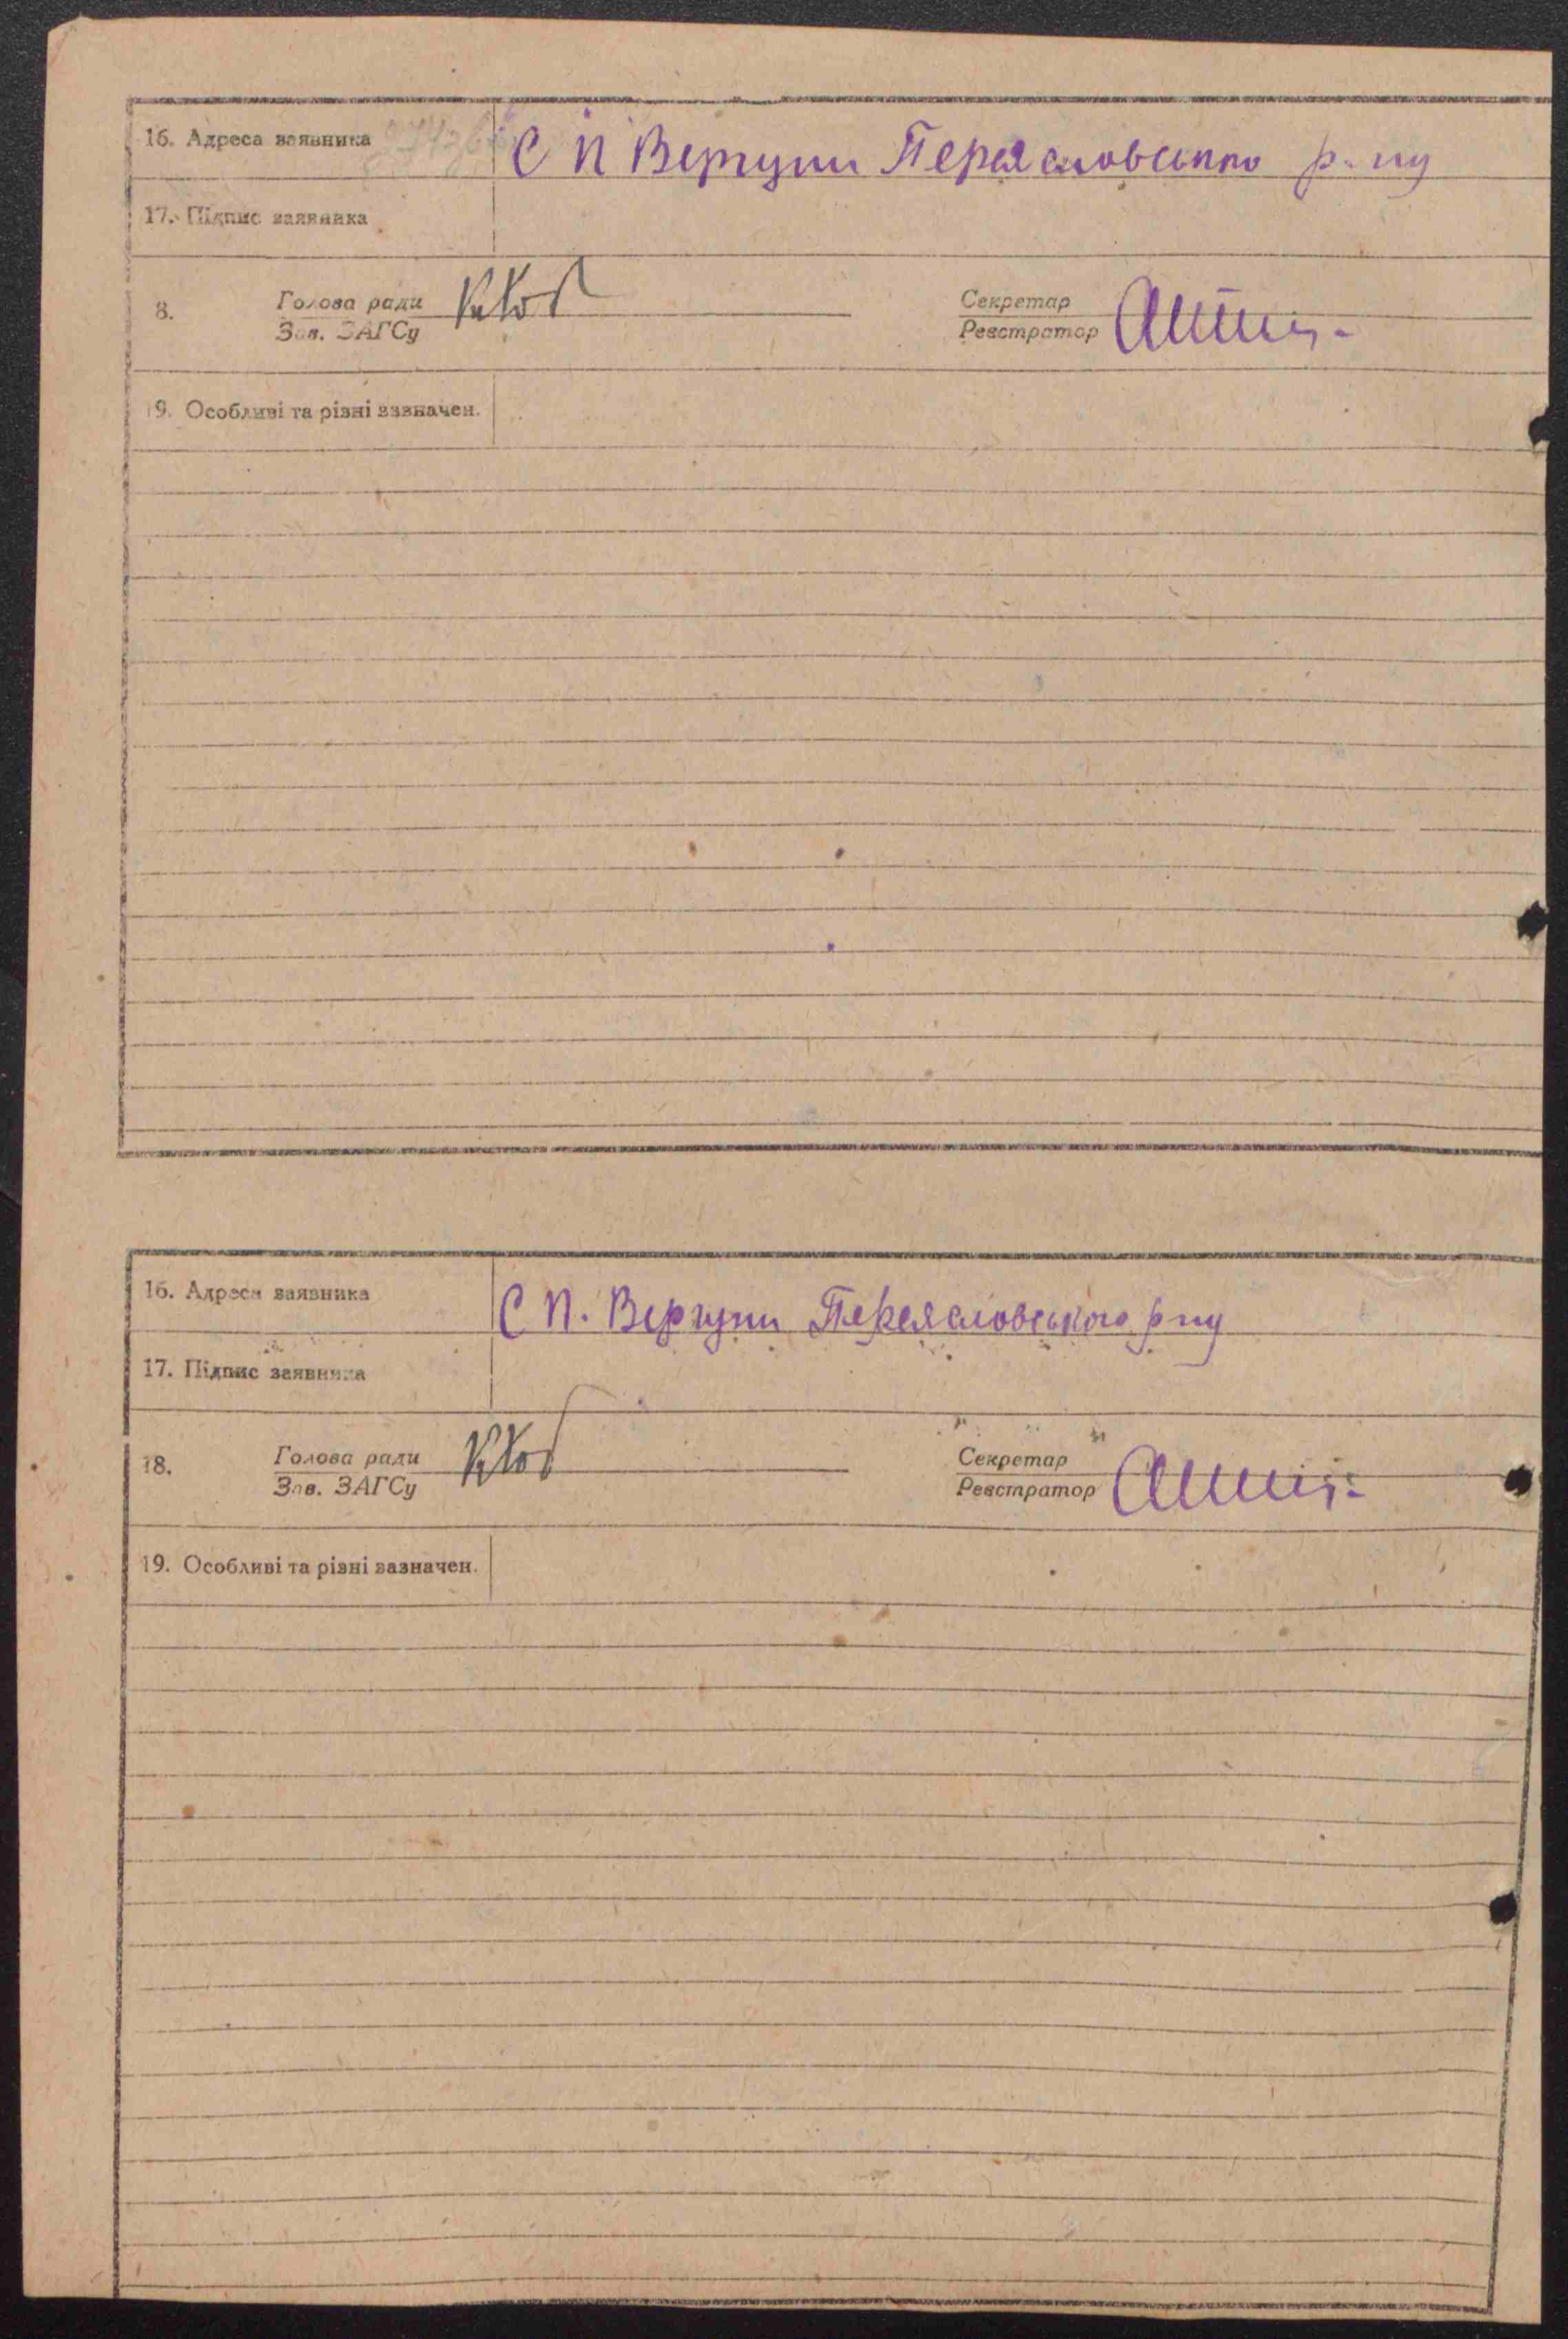 16. Адреса заявника С П Вергуни Переясловсько р-ну
17. Підпис заявника
8. Голова ради Секретар
Зав. ЗАГСу Реєстратор
19. Особливі та різні зазначен.
16. Адреса заявника С П. Вергуни Переясловського р ну
17. Підпис заявника
18. Голова ради Секретар
Зав. ЗАГСу Реєстратор
19. Особливі та різні зазначен.